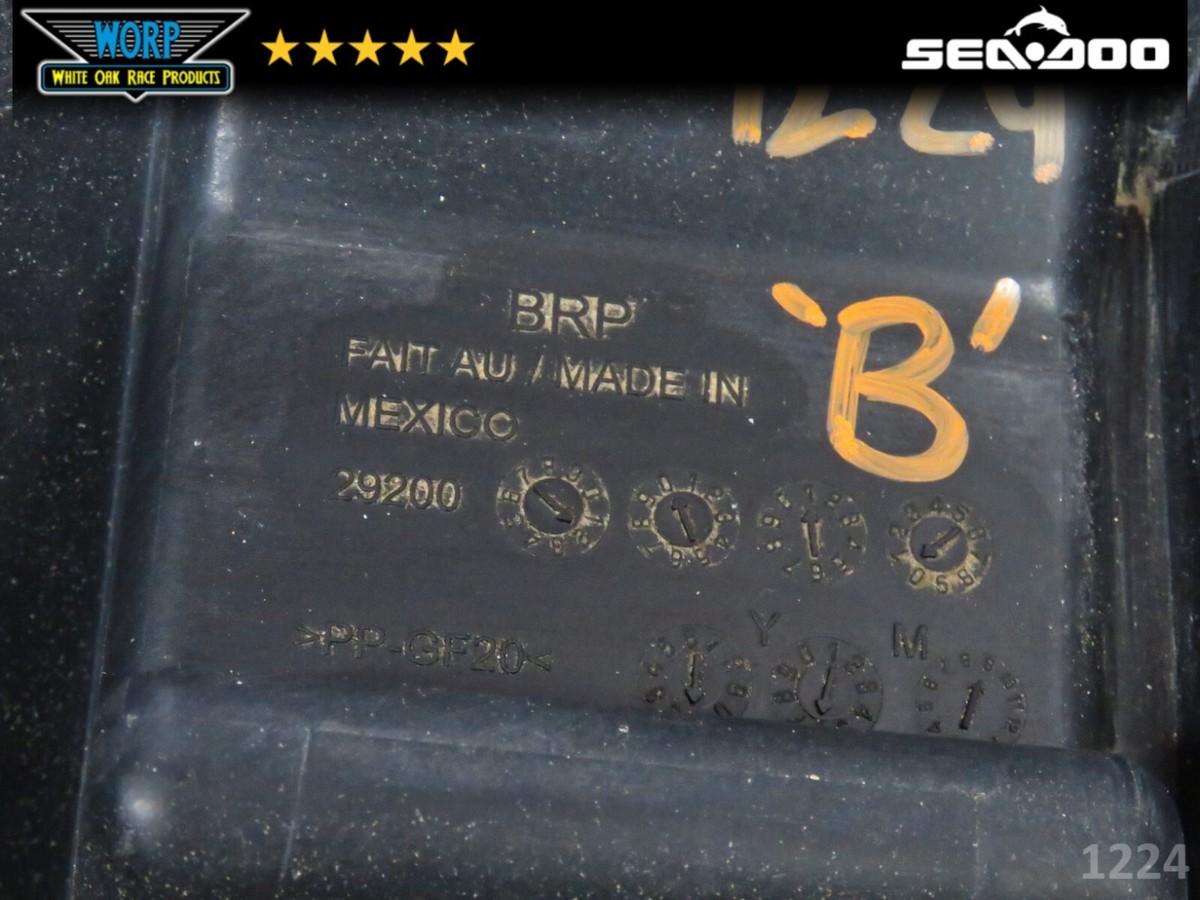 WORP
WHITE OAK RACE PRODUCTS
SEA-DOO
1224
BRP
'B'
FAIT AU / MADE IN
MEXICO
29200
>PP-GF20<
Y
M
1224